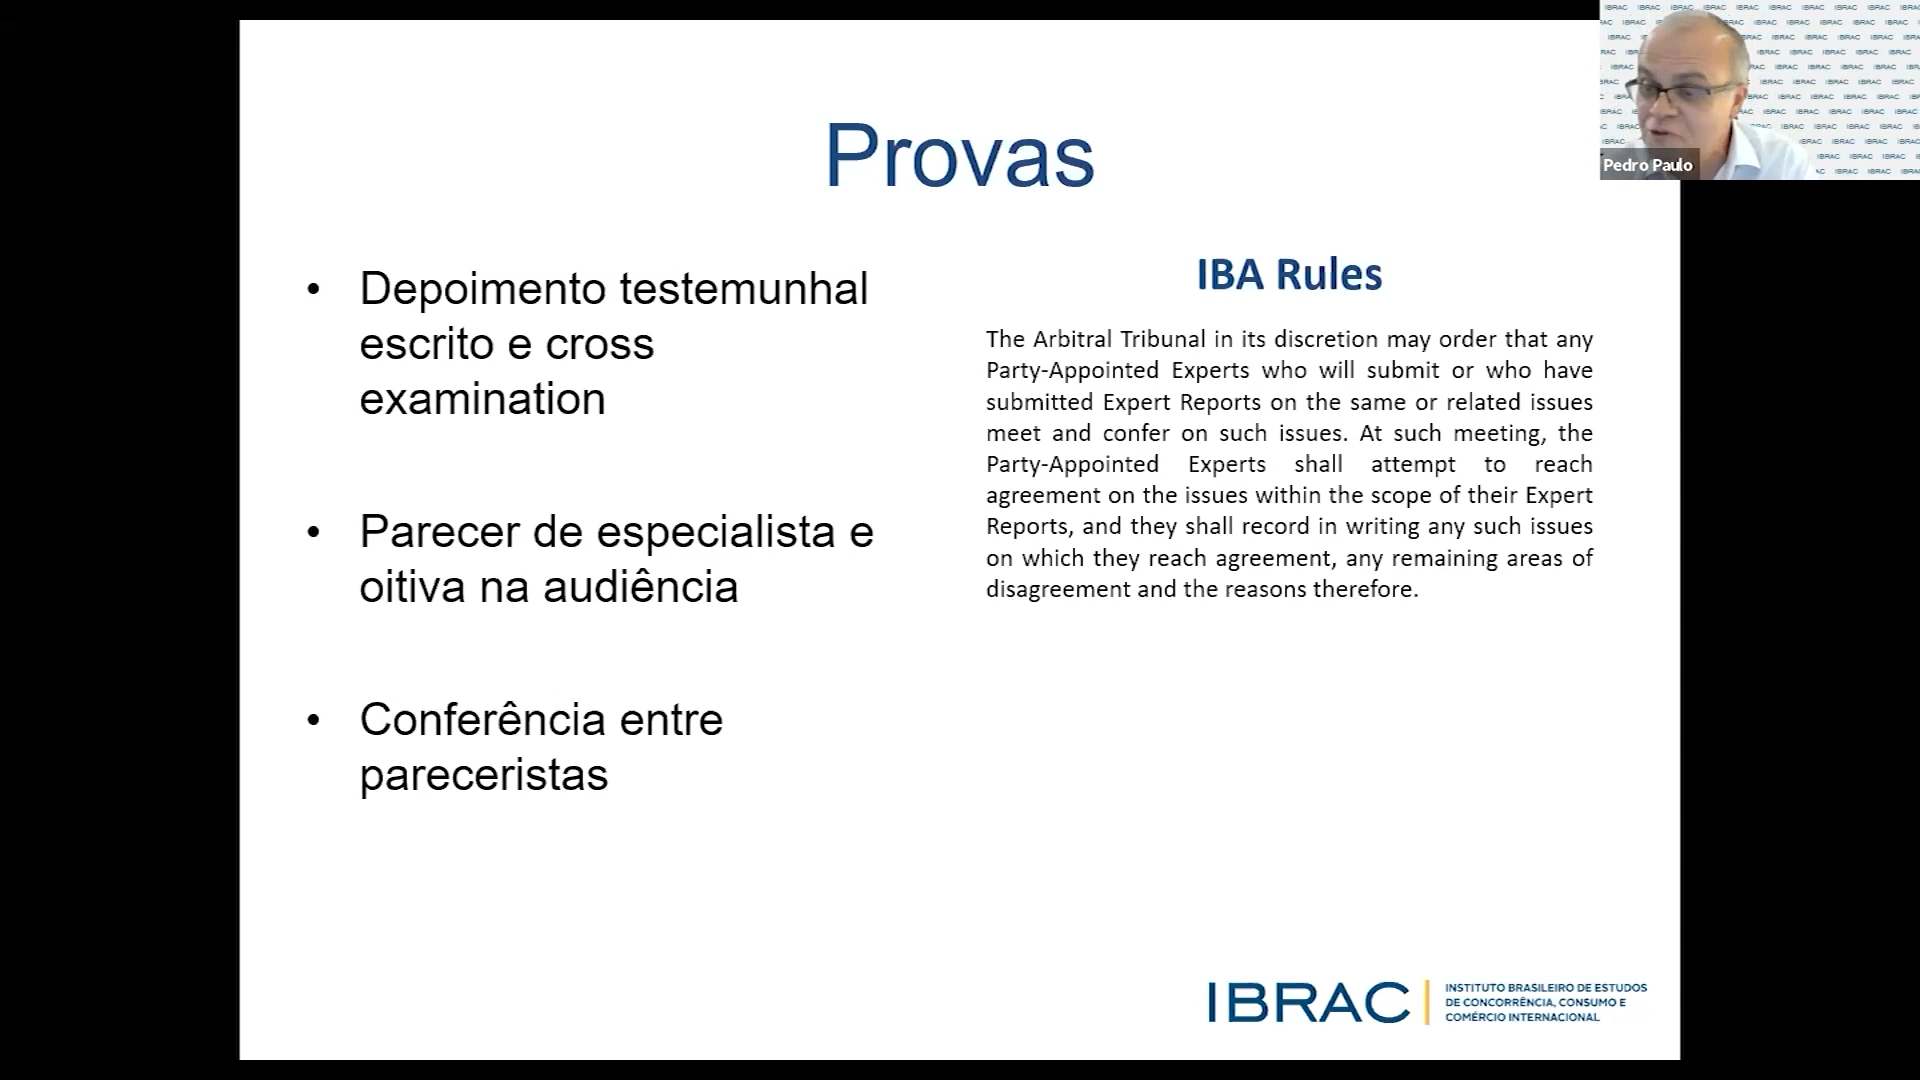 Provas
• Depoimento testemunhal
escrito e cross
examination
• Parecer de especialista e
oitiva na audiência
• Conferência entre
pareceristas
IBA Rules
The Arbitral Tribunal in its discretion may order that any
Party-Appointed Experts who will submit or who have
submitted Expert Reports on the same or related issues
meet and confer on such issues. At such meeting, the
Party-Appointed Experts shall attempt to reach
agreement on the issues within the scope of their Expert
Reports, and they shall record in writing any such issues
on which they reach agreement, any remaining areas of
disagreement and the reasons therefore.
IBRAC
INSTITUTO BRASILEIRO DE ESTUDOS
DE CONCORRÊNCIA, CONSUMO E
COMÉRCIO INTERNACIONAL
Pedro Paulo